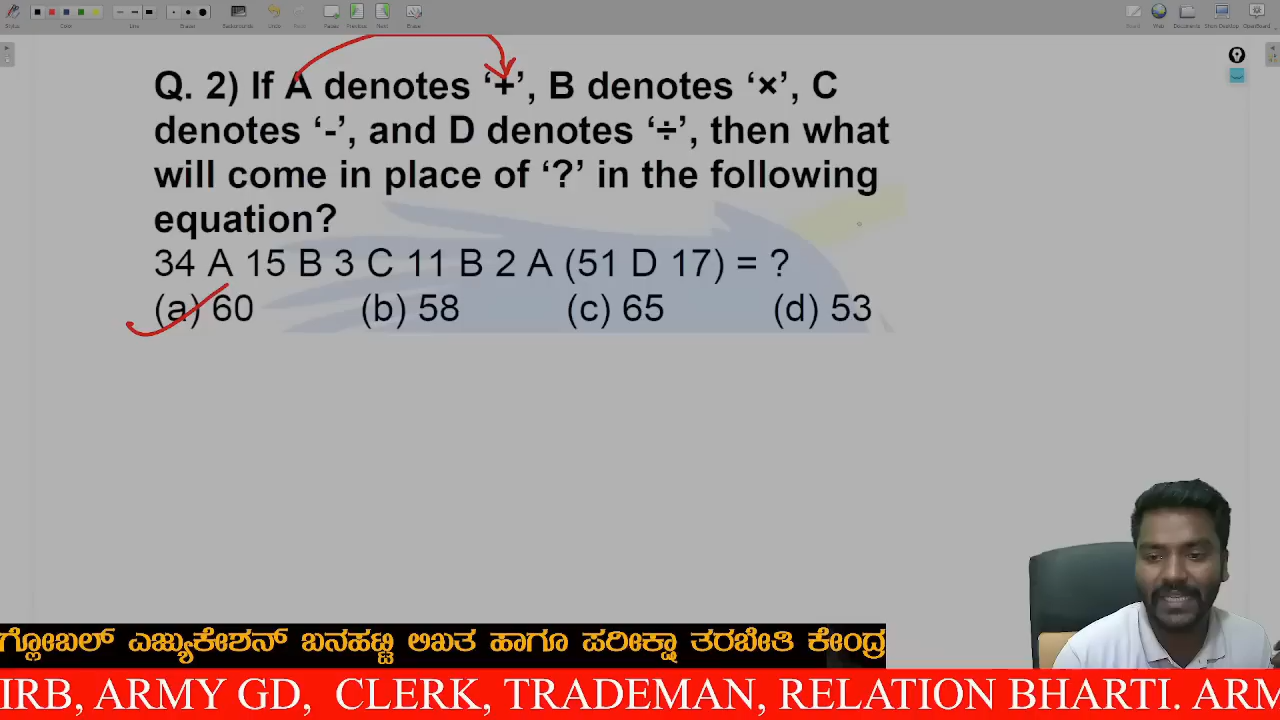 Q. 2) If A denotes ‘+’, B denotes ‘×’, C
denotes ‘-’, and D denotes ‘÷’, then what
will come in place of ‘?’ in the following
equation?
34 A 15 B 3 C 11 B 2 A (51 D 17) = ?
(a) 60 (b) 58 (c) 65 (d) 53
ಗ್ಲೋಬಲ್ ಎಜ್ಯುಕೇಶನ್ ಬನಹಟ್ಟಿ ಲಿಖಿತ ಹಾಗೂ ಪರೀಕ್ಷಾ ತರಬೇತಿ ಕೇಂದ್ರ
IRB, ARMY GD, CLERK, TRADEMAN, RELATION BHARTI. ARM